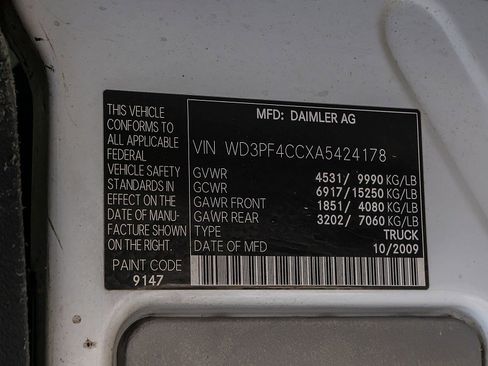 THIS VEHICLE
CONFORMS TO
ALL APPLICABLE
FEDERAL
VEHICLE SAFETY
STANDARDS IN
EFFECT ON THE
DATE OF MANU-
FACTURE SHOWN
ON THE RIGHT.
PAINT CODE
9147
MFD: DAIMLER AG
VIN WD3PF4CCXA5424178 -
GVWR 4531/ 9990 KG/LB
GCWR 6917/15250 KG/LB
GAWR FRONT - 1851/ 4080 KG/LB
GAWR REAR 3202/ 7060 KG/LB
TYPE TRUCK
DATE OF MFD 10/2009